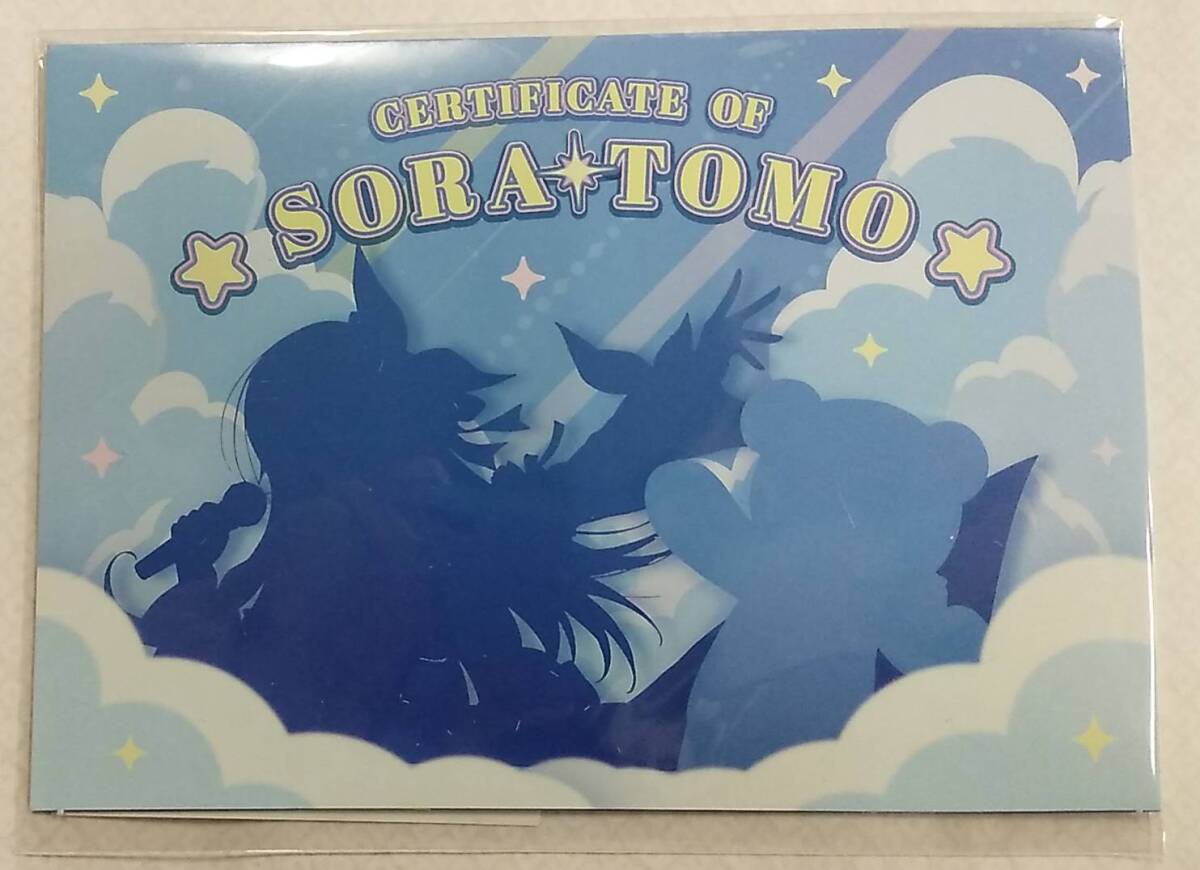 CERTIFICATE OF
SORA TOMO